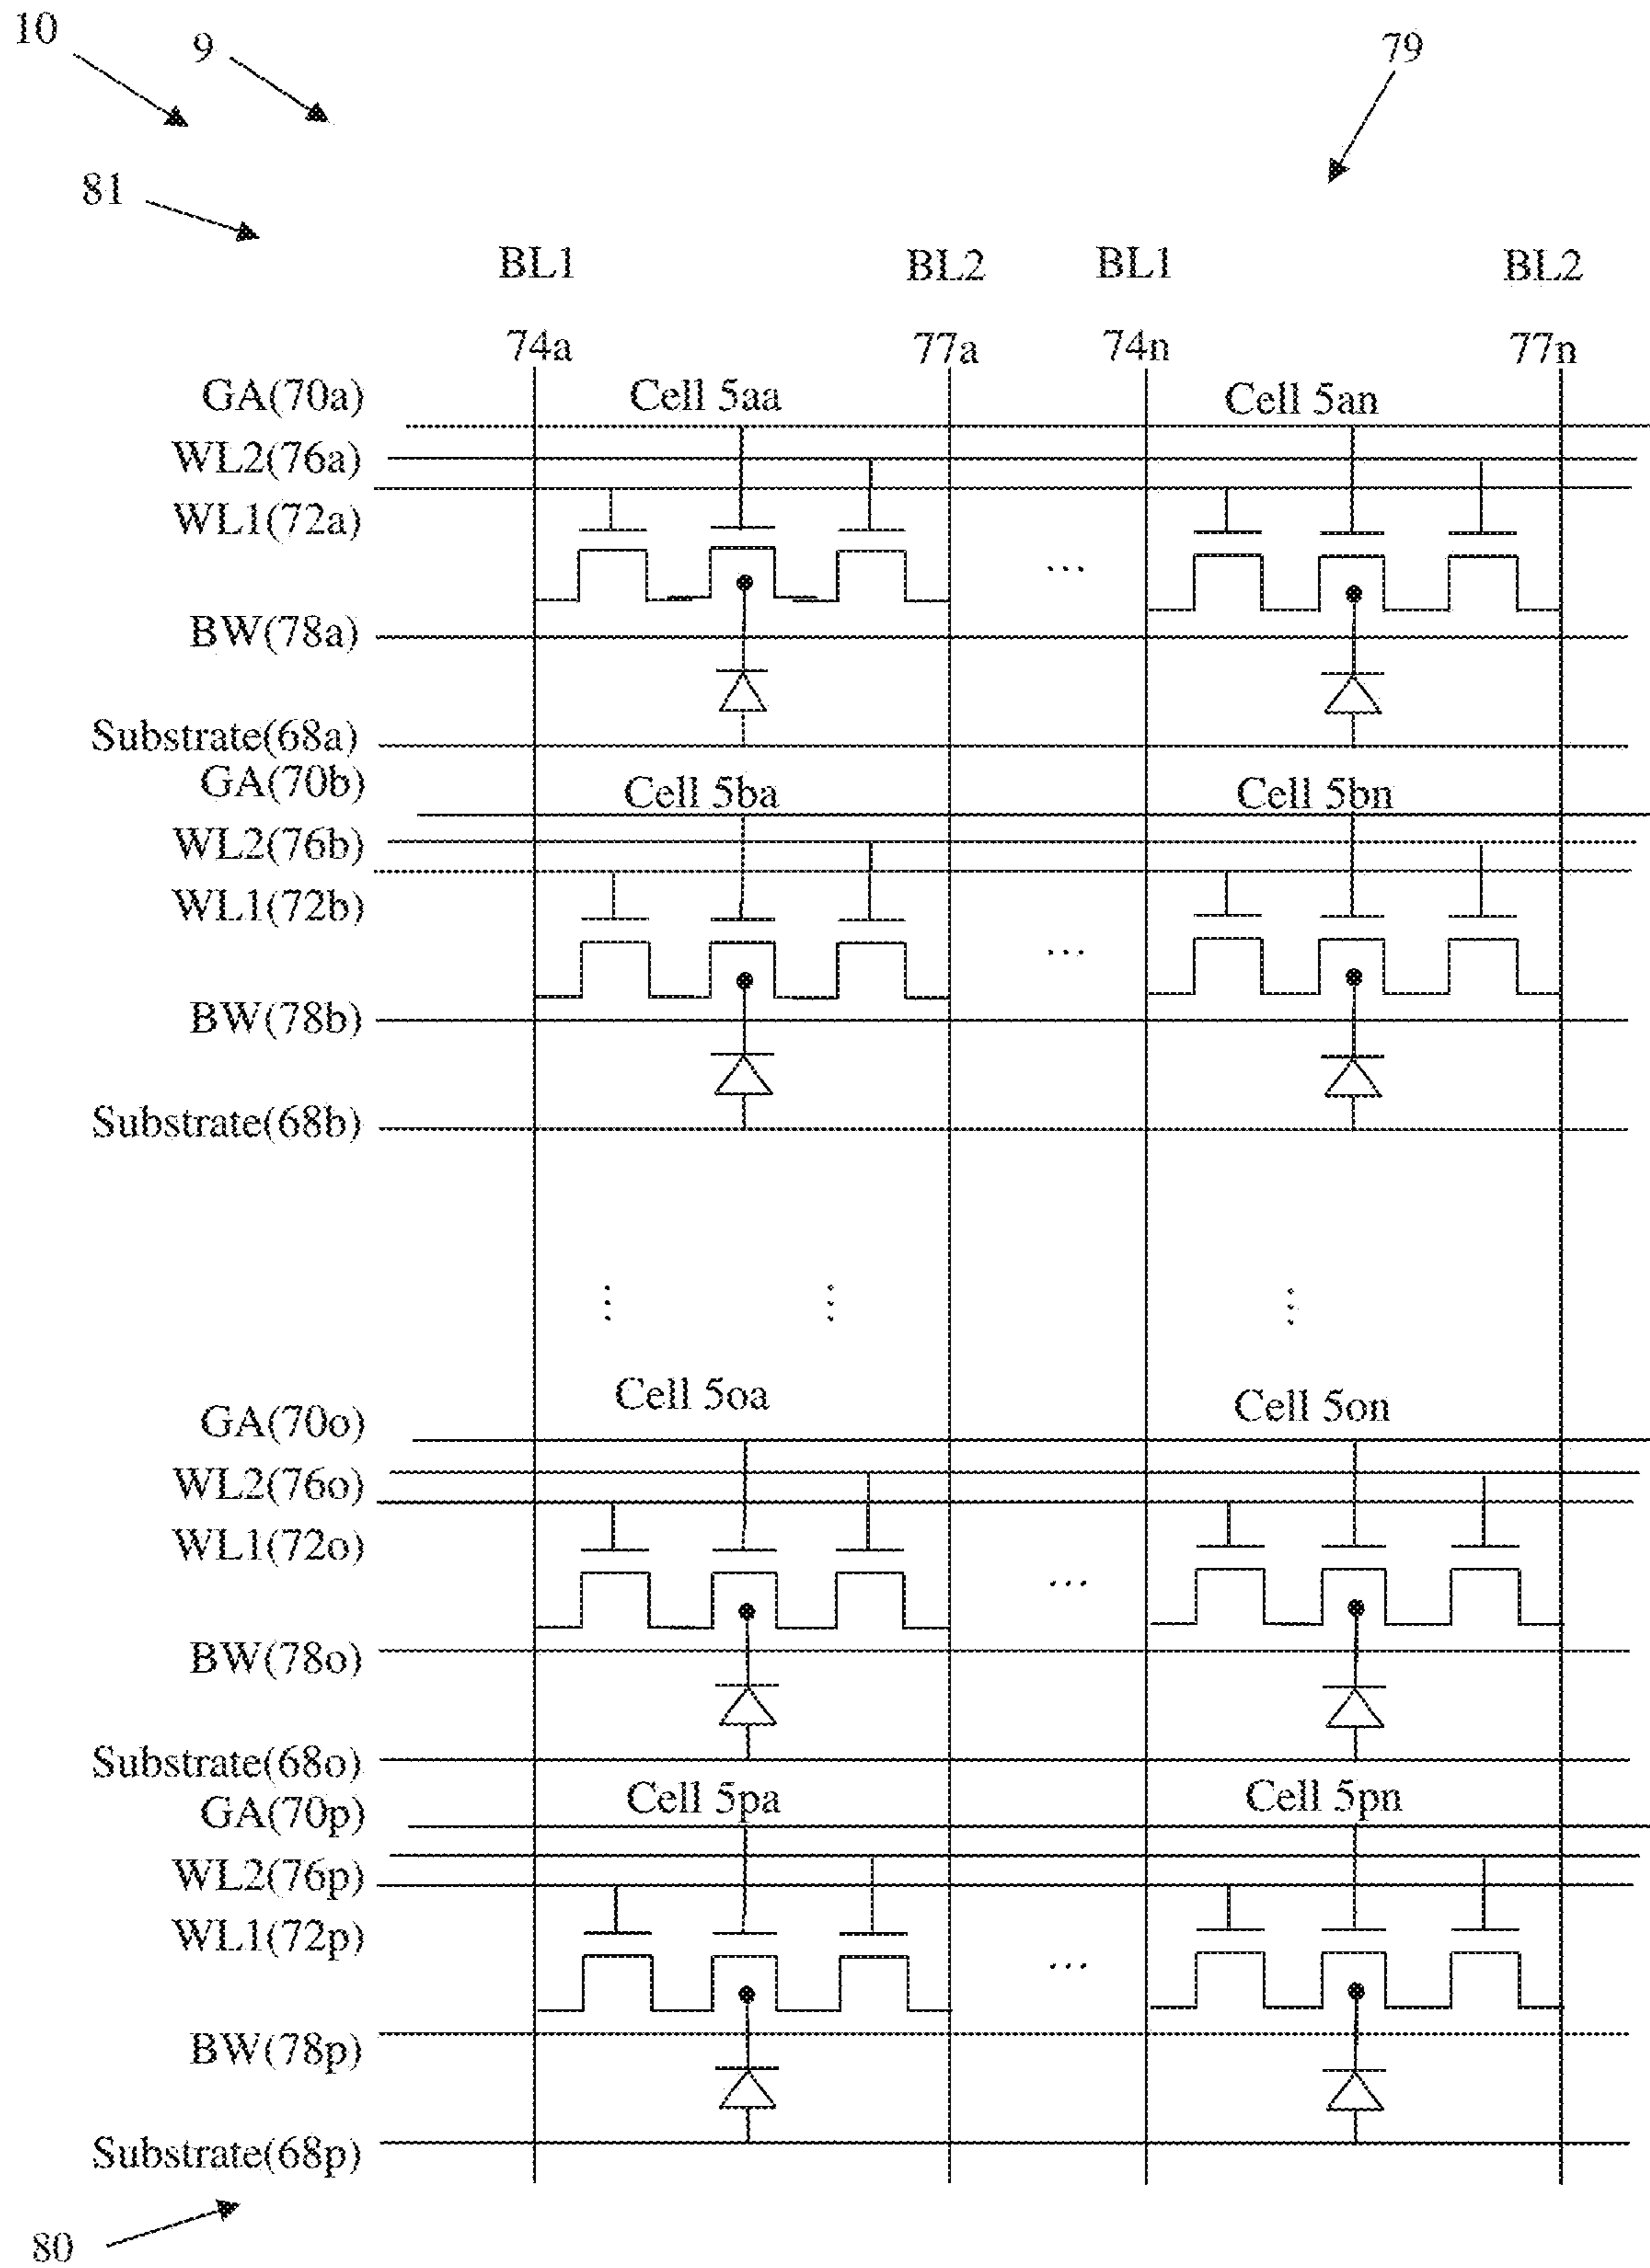 10
9
79
81
BL1 BL2 BL1 BL2
74a 77a 74n 77n
GA(70a) Cell 5aa Cell 5an
WL2(76a)
WL1(72a)
...
BW(78a)
Substrate(68a)
GA(70b) Cell 5ba Cell 5bn
WL2(76b)
WL1(72b)
...
BW(78b)
Substrate(68b)
Cell 5oa Cell 5on
GA(70o)
WL2(76o)
WL1(72o)
...
BW(78o)
Substrate(68o)
GA(70p) Cell 5pa Cell 5pn
WL2(76p)
WL1(72p)
...
BW(78p)
Substrate(68p)
80